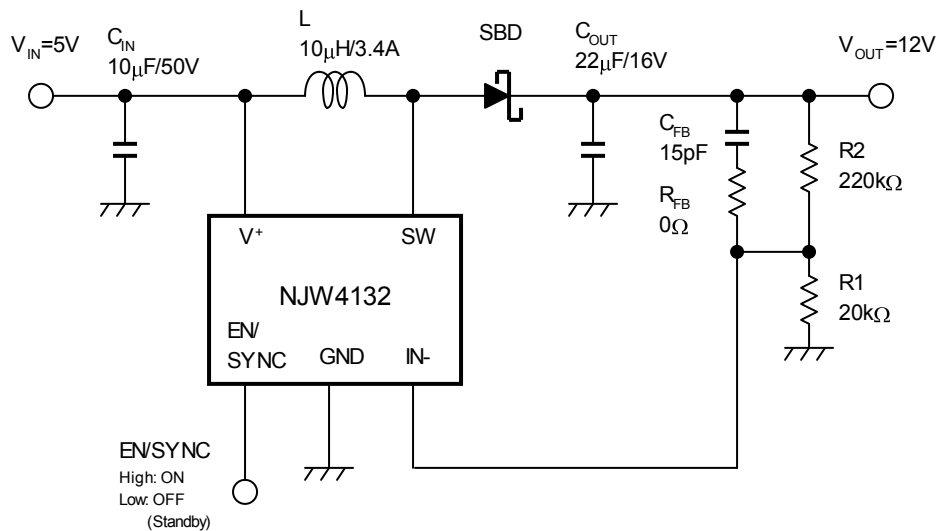 V_IN=5V
C_IN
10µF/50V
L
10µH/3.4A
SBD
C_OUT
22µF/16V
V_OUT=12V
C_FB
15pF
R_FB
0Ω
R2
220kΩ
R1
20kΩ
V⁺
SW
NJW4132
EN/
SYNC
GND
IN-
EN/SYNC
High: ON
Low: OFF
(Standby)